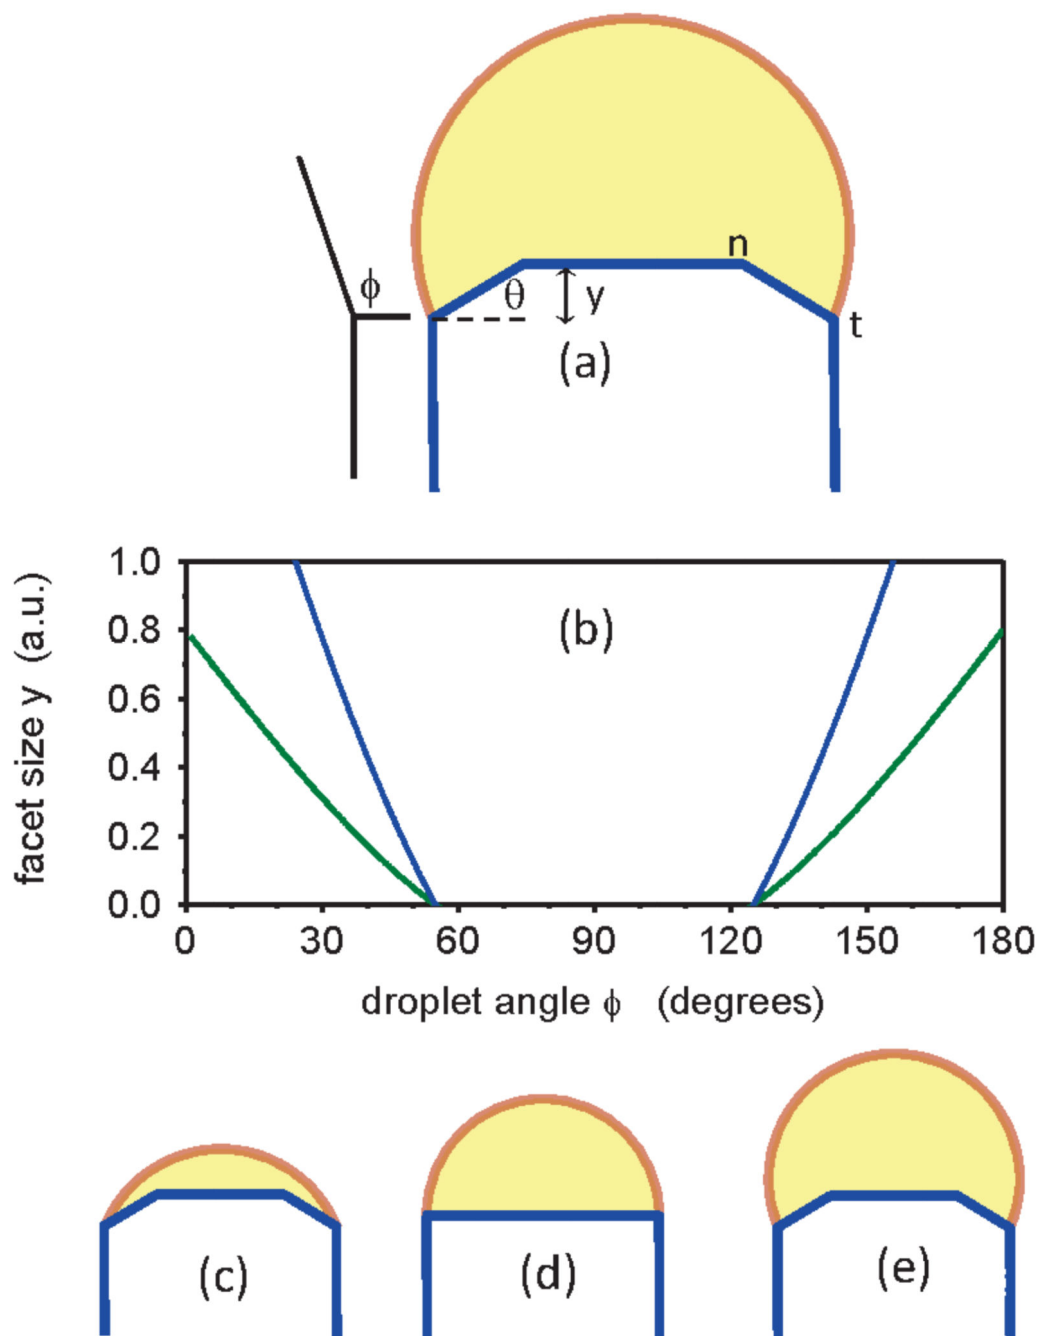 n
ϕ
θ
y
t
(a)
1.0
(b)
0.8
0.6
0.4
0.2
0.0
facet size y (a.u.)
0 30 60 90 120 150 180
droplet angle ϕ (degrees)
(c) (d) (e)